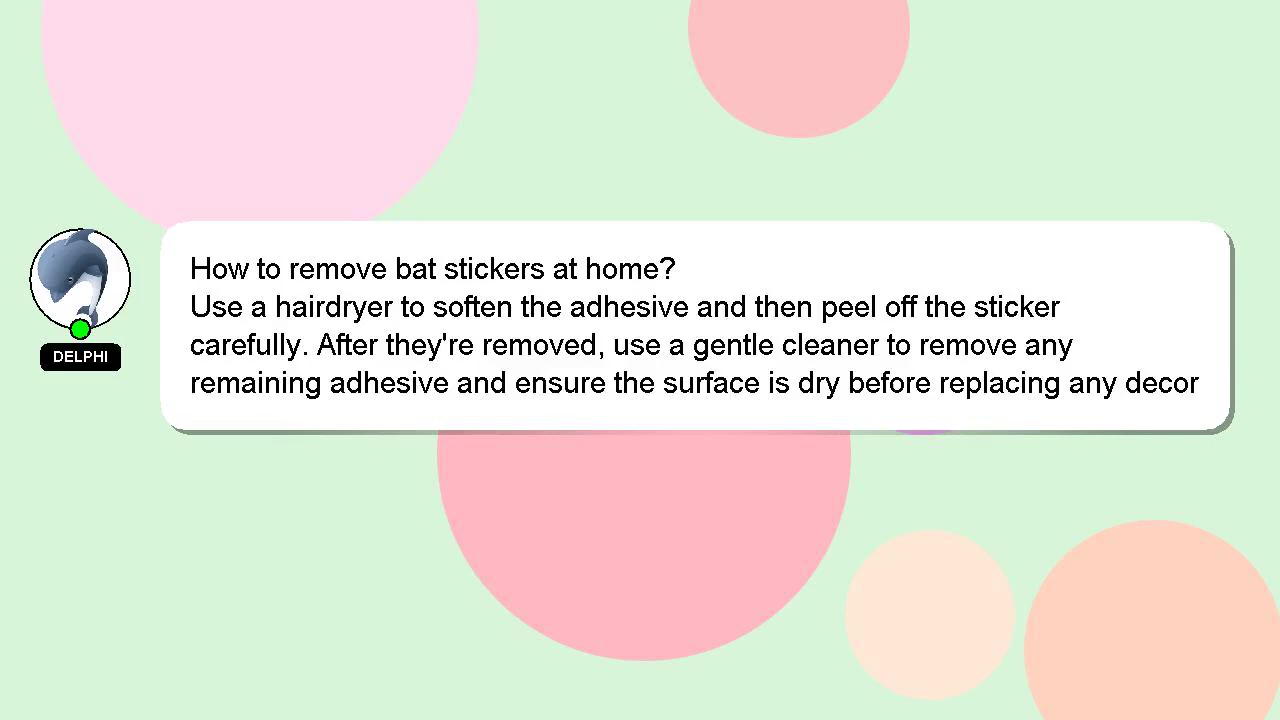 How to remove bat stickers at home?
Use a hairdryer to soften the adhesive and then peel off the sticker
carefully. After they're removed, use a gentle cleaner to remove any
remaining adhesive and ensure the surface is dry before replacing any decor
DELPHI